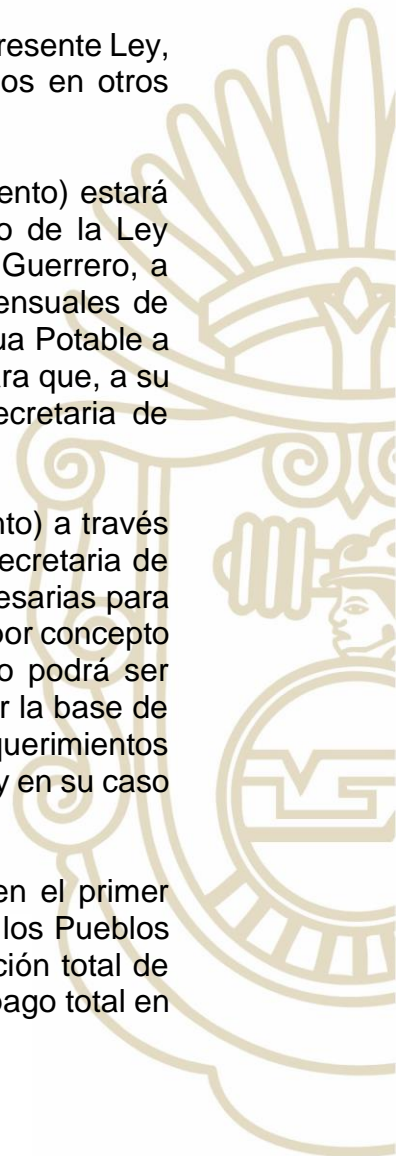 resente Ley,
os en otros
ento) estará
o de la Ley
Guerrero, a
ensuales de
ua Potable a
ara que, a su
ecretaria de
nto) a través
ecretaria de
esarias para
por concepto
o podrá ser
r la base de
querimientos
y en su caso
en el primer
los Pueblos
ción total de
pago total en